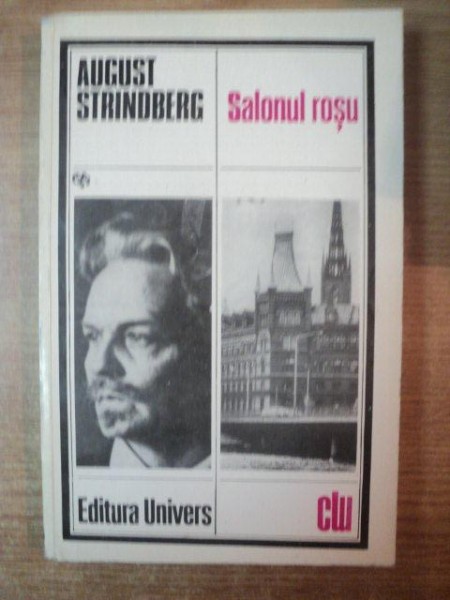 AUGUST
STRINDBERG
Salonul roșu
Editura Univers
clu